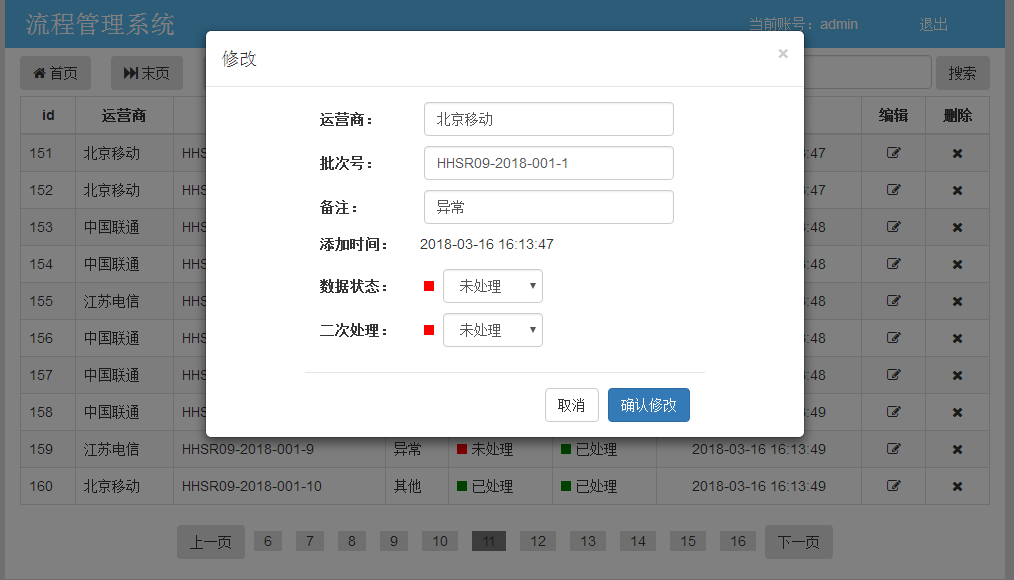 流程管理系统 当前账号：admin 退出
首页 末页 搜索
修改 ×
运营商： 北京移动
批次号： HHSR09-2018-001-1
备注： 异常
添加时间： 2018-03-16 16:13:47
数据状态： 未处理
二次处理： 未处理
取消 确认修改
id 运营商 编辑 删除
151 北京移动 HHS :47
152 北京移动 HHS :47
153 中国联通 HHS :48
154 中国联通 HHS :48
155 江苏电信 HHS :48
156 中国联通 HHS :48
157 中国联通 HHS :48
158 中国联通 HHS :49
159 江苏电信 HHSR09-2018-001-9 异常 未处理 已处理 2018-03-16 16:13:49
160 北京移动 HHSR09-2018-001-10 其他 已处理 已处理 2018-03-16 16:13:49
上一页 6 7 8 9 10 11 12 13 14 15 16 下一页